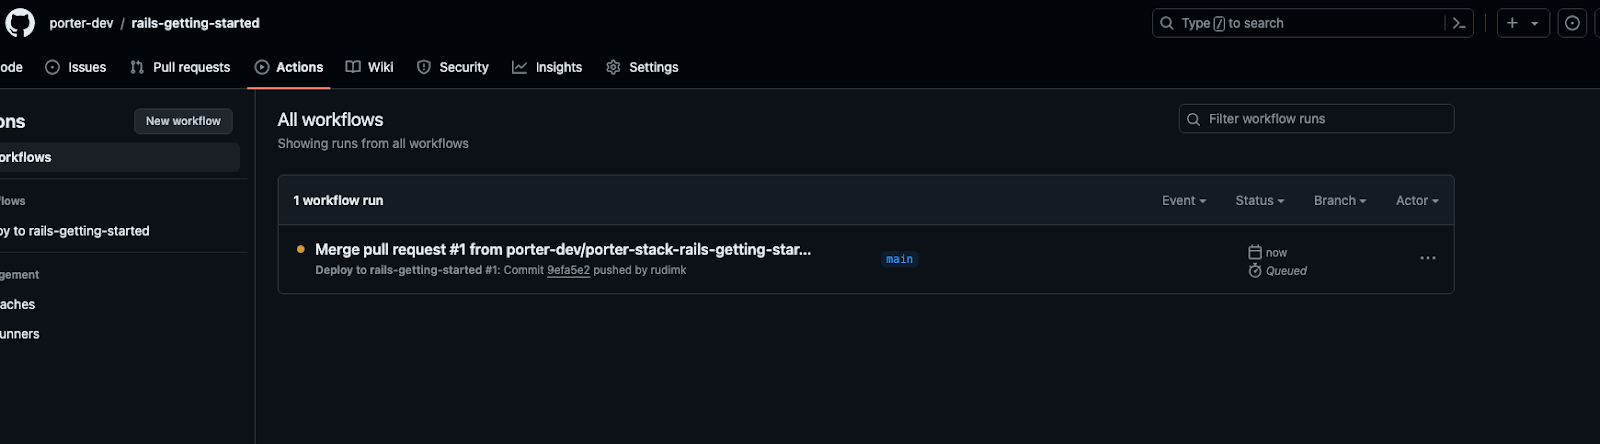 porter-dev / rails-getting-started
Type / to search
ode Issues Pull requests Actions Wiki Security Insights Settings
ons New workflow
orkflows
flows
oy to rails-getting-started
gement
aches
unners
All workflows
Showing runs from all workflows
Filter workflow runs
1 workflow run Event Status Branch Actor
Merge pull request #1 from porter-dev/porter-stack-rails-getting-star...
Deploy to rails-getting-started #1: Commit 9efa5e2 pushed by rudimk
main
now
Queued